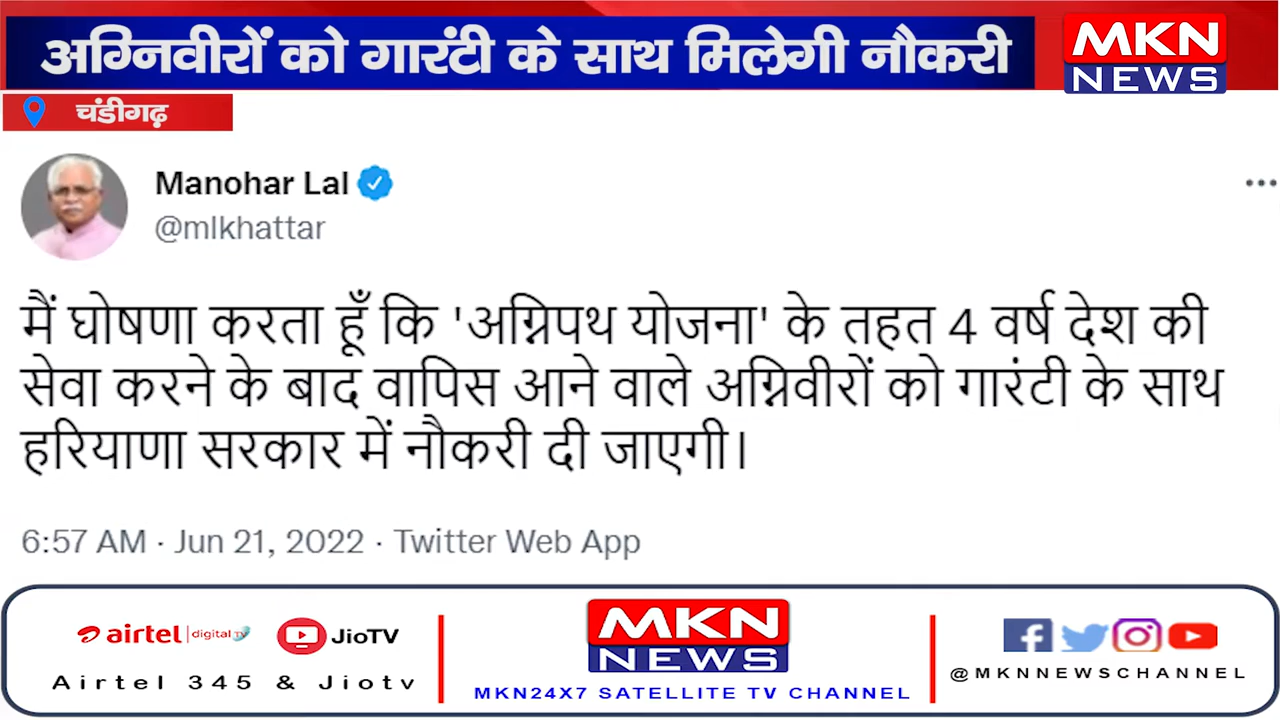 अग्निवीरों को गारंटी के साथ मिलेगी नौकरी
MKN
NEWS
चंडीगढ़
Manohar Lal
@mlkhattar
मैं घोषणा करता हूँ कि 'अग्निपथ योजना' के तहत 4 वर्ष देश की
सेवा करने के बाद वापिस आने वाले अग्निवीरों को गारंटी के साथ
हरियाणा सरकार में नौकरी दी जाएगी।
6:57 AM · Jun 21, 2022 · Twitter Web App
airtel digital TV JioTV
Airtel 345 & Jiotv
MKN
NEWS
MKN24X7 SATELLITE TV CHANNEL
@MKNNEWSCHANNEL